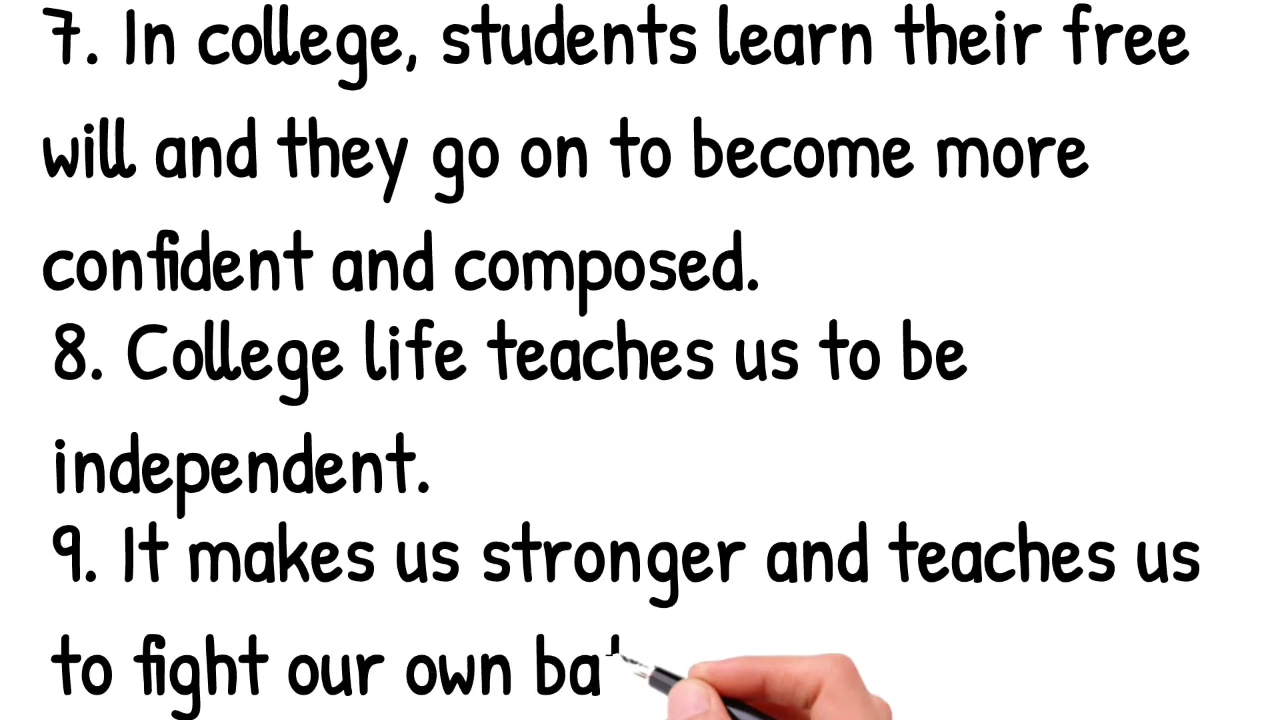 7. In college, students learn their free
will and they go on to become more
confident and composed.
8. College life teaches us to be
independent.
9. It makes us stronger and teaches us
to fight our own